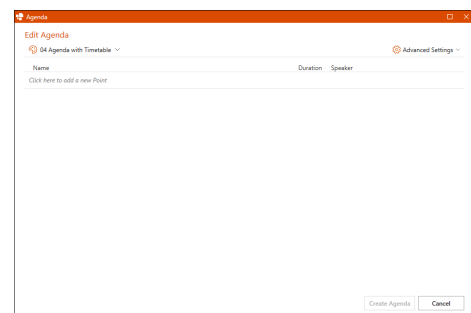 Agenda
Edit Agenda
04 Agenda with Timetable
Advanced Settings
Name Duration Speaker
Click here to add a new Point
Create Agenda Cancel